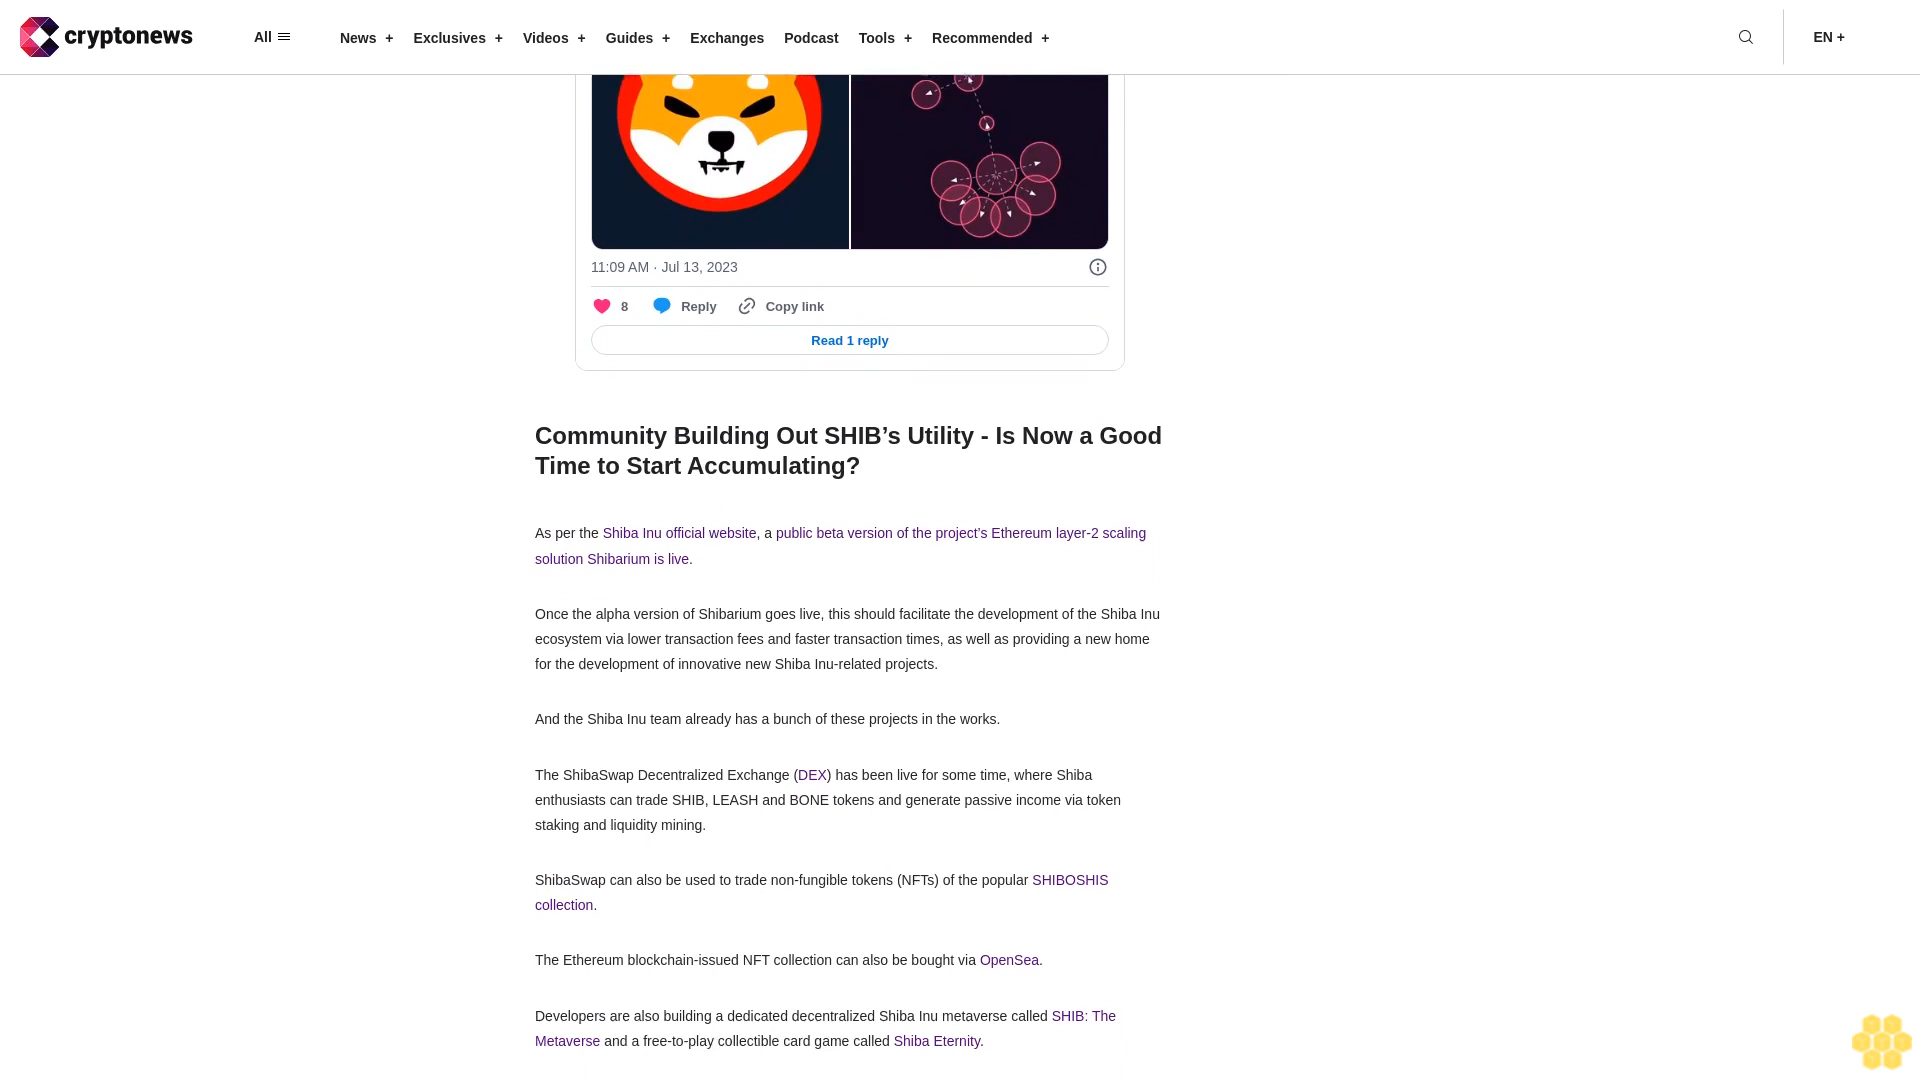 cryptonews
All
News +
Exclusives +
Videos +
Guides +
Exchanges
Podcast
Tools +
Recommended +
EN +
11:09 AM · Jul 13, 2023
8
Reply
Copy link
Read 1 reply
Community Building Out SHIB’s Utility - Is Now a Good
Time to Start Accumulating?
As per the Shiba Inu official website, a public beta version of the project’s Ethereum layer-2 scaling
solution Shibarium is live.
Once the alpha version of Shibarium goes live, this should facilitate the development of the Shiba Inu
ecosystem via lower transaction fees and faster transaction times, as well as providing a new home
for the development of innovative new Shiba Inu-related projects.
And the Shiba Inu team already has a bunch of these projects in the works.
The ShibaSwap Decentralized Exchange (DEX) has been live for some time, where Shiba
enthusiasts can trade SHIB, LEASH and BONE tokens and generate passive income via token
staking and liquidity mining.
ShibaSwap can also be used to trade non-fungible tokens (NFTs) of the popular SHIBOSHIS
collection.
The Ethereum blockchain-issued NFT collection can also be bought via OpenSea.
Developers are also building a dedicated decentralized Shiba Inu metaverse called SHIB: The
Metaverse and a free-to-play collectible card game called Shiba Eternity.